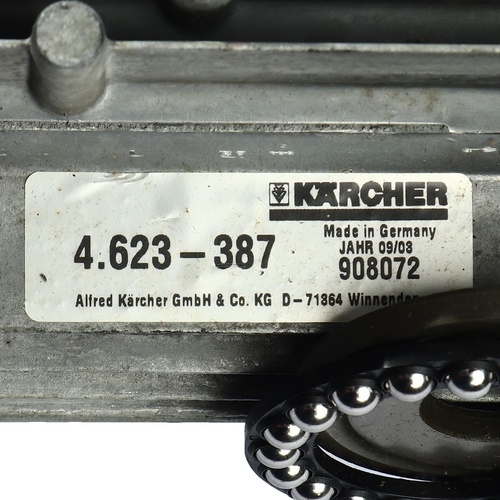 KÄRCHER
Made in Germany
JAHR 09/03
4.623-387
908072
Alfred Kärcher GmbH & Co. KG D-71364 Winnenden